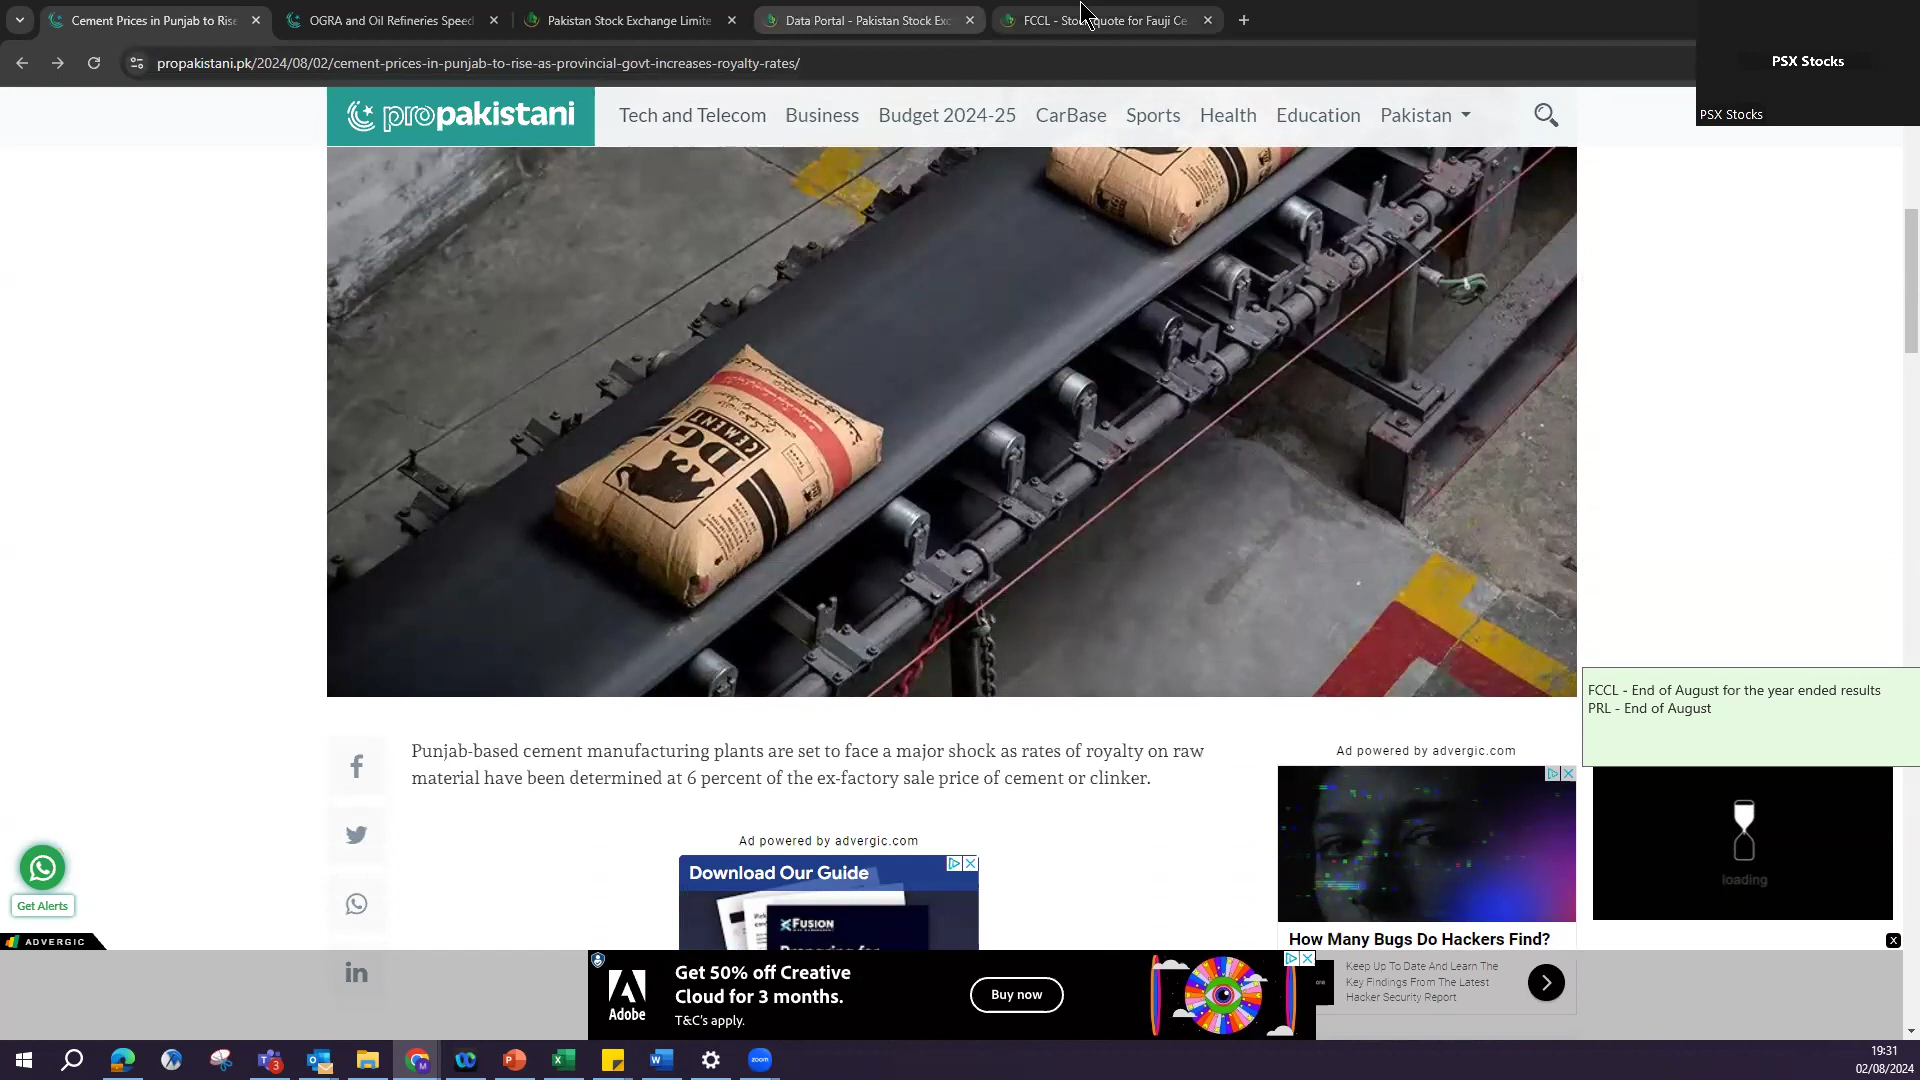 Cement Prices in Punjab to Rise
OGRA and Oil Refineries Speed
Pakistan Stock Exchange Limite
Data Portal - Pakistan Stock Exc
FCCL - Stock quote for Fauji Ce
propakistani.pk/2024/08/02/cement-prices-in-punjab-to-rise-as-provincial-govt-increases-royalty-rates/
PSX Stocks
PSX Stocks
propakistani
Tech and Telecom
Business
Budget 2024-25
CarBase
Sports
Health
Education
Pakistan
DG
CEMENT
FCCL - End of August for the year ended results
PRL - End of August
Punjab-based cement manufacturing plants are set to face a major shock as rates of royalty on raw
material have been determined at 6 percent of the ex-factory sale price of cement or clinker.
Ad powered by advergic.com
Ad powered by advergic.com
Download Our Guide
FUSION
Preparing for
loading
How Many Bugs Do Hackers Find?
Keep Up To Date And Learn The
Key Findings From The Latest
Hacker Security Report
Get Alerts
ADVERGIC
Adobe
Get 50% off Creative
Cloud for 3 months.
T&C's apply.
Buy now
19:31
02/08/2024